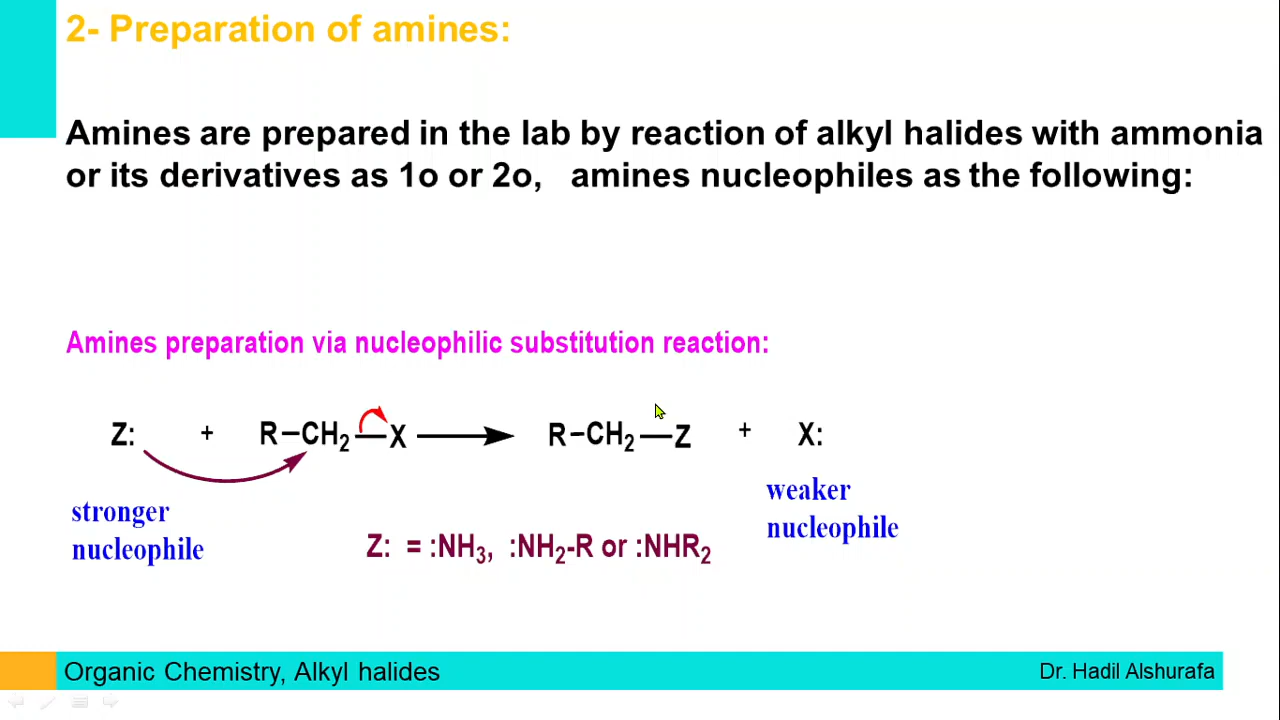 2- Preparation of amines:
Amines are prepared in the lab by reaction of alkyl halides with ammonia
or its derivatives as 1o or 2o, amines nucleophiles as the following:
Amines preparation via nucleophilic substitution reaction:
Z: + R–CH₂—X ⟶ R–CH₂—Z + X:
stronger
nucleophile
weaker
nucleophile
Z: = :NH₃, :NH₂-R or :NHR₂
Organic Chemistry, Alkyl halides
Dr. Hadil Alshurafa